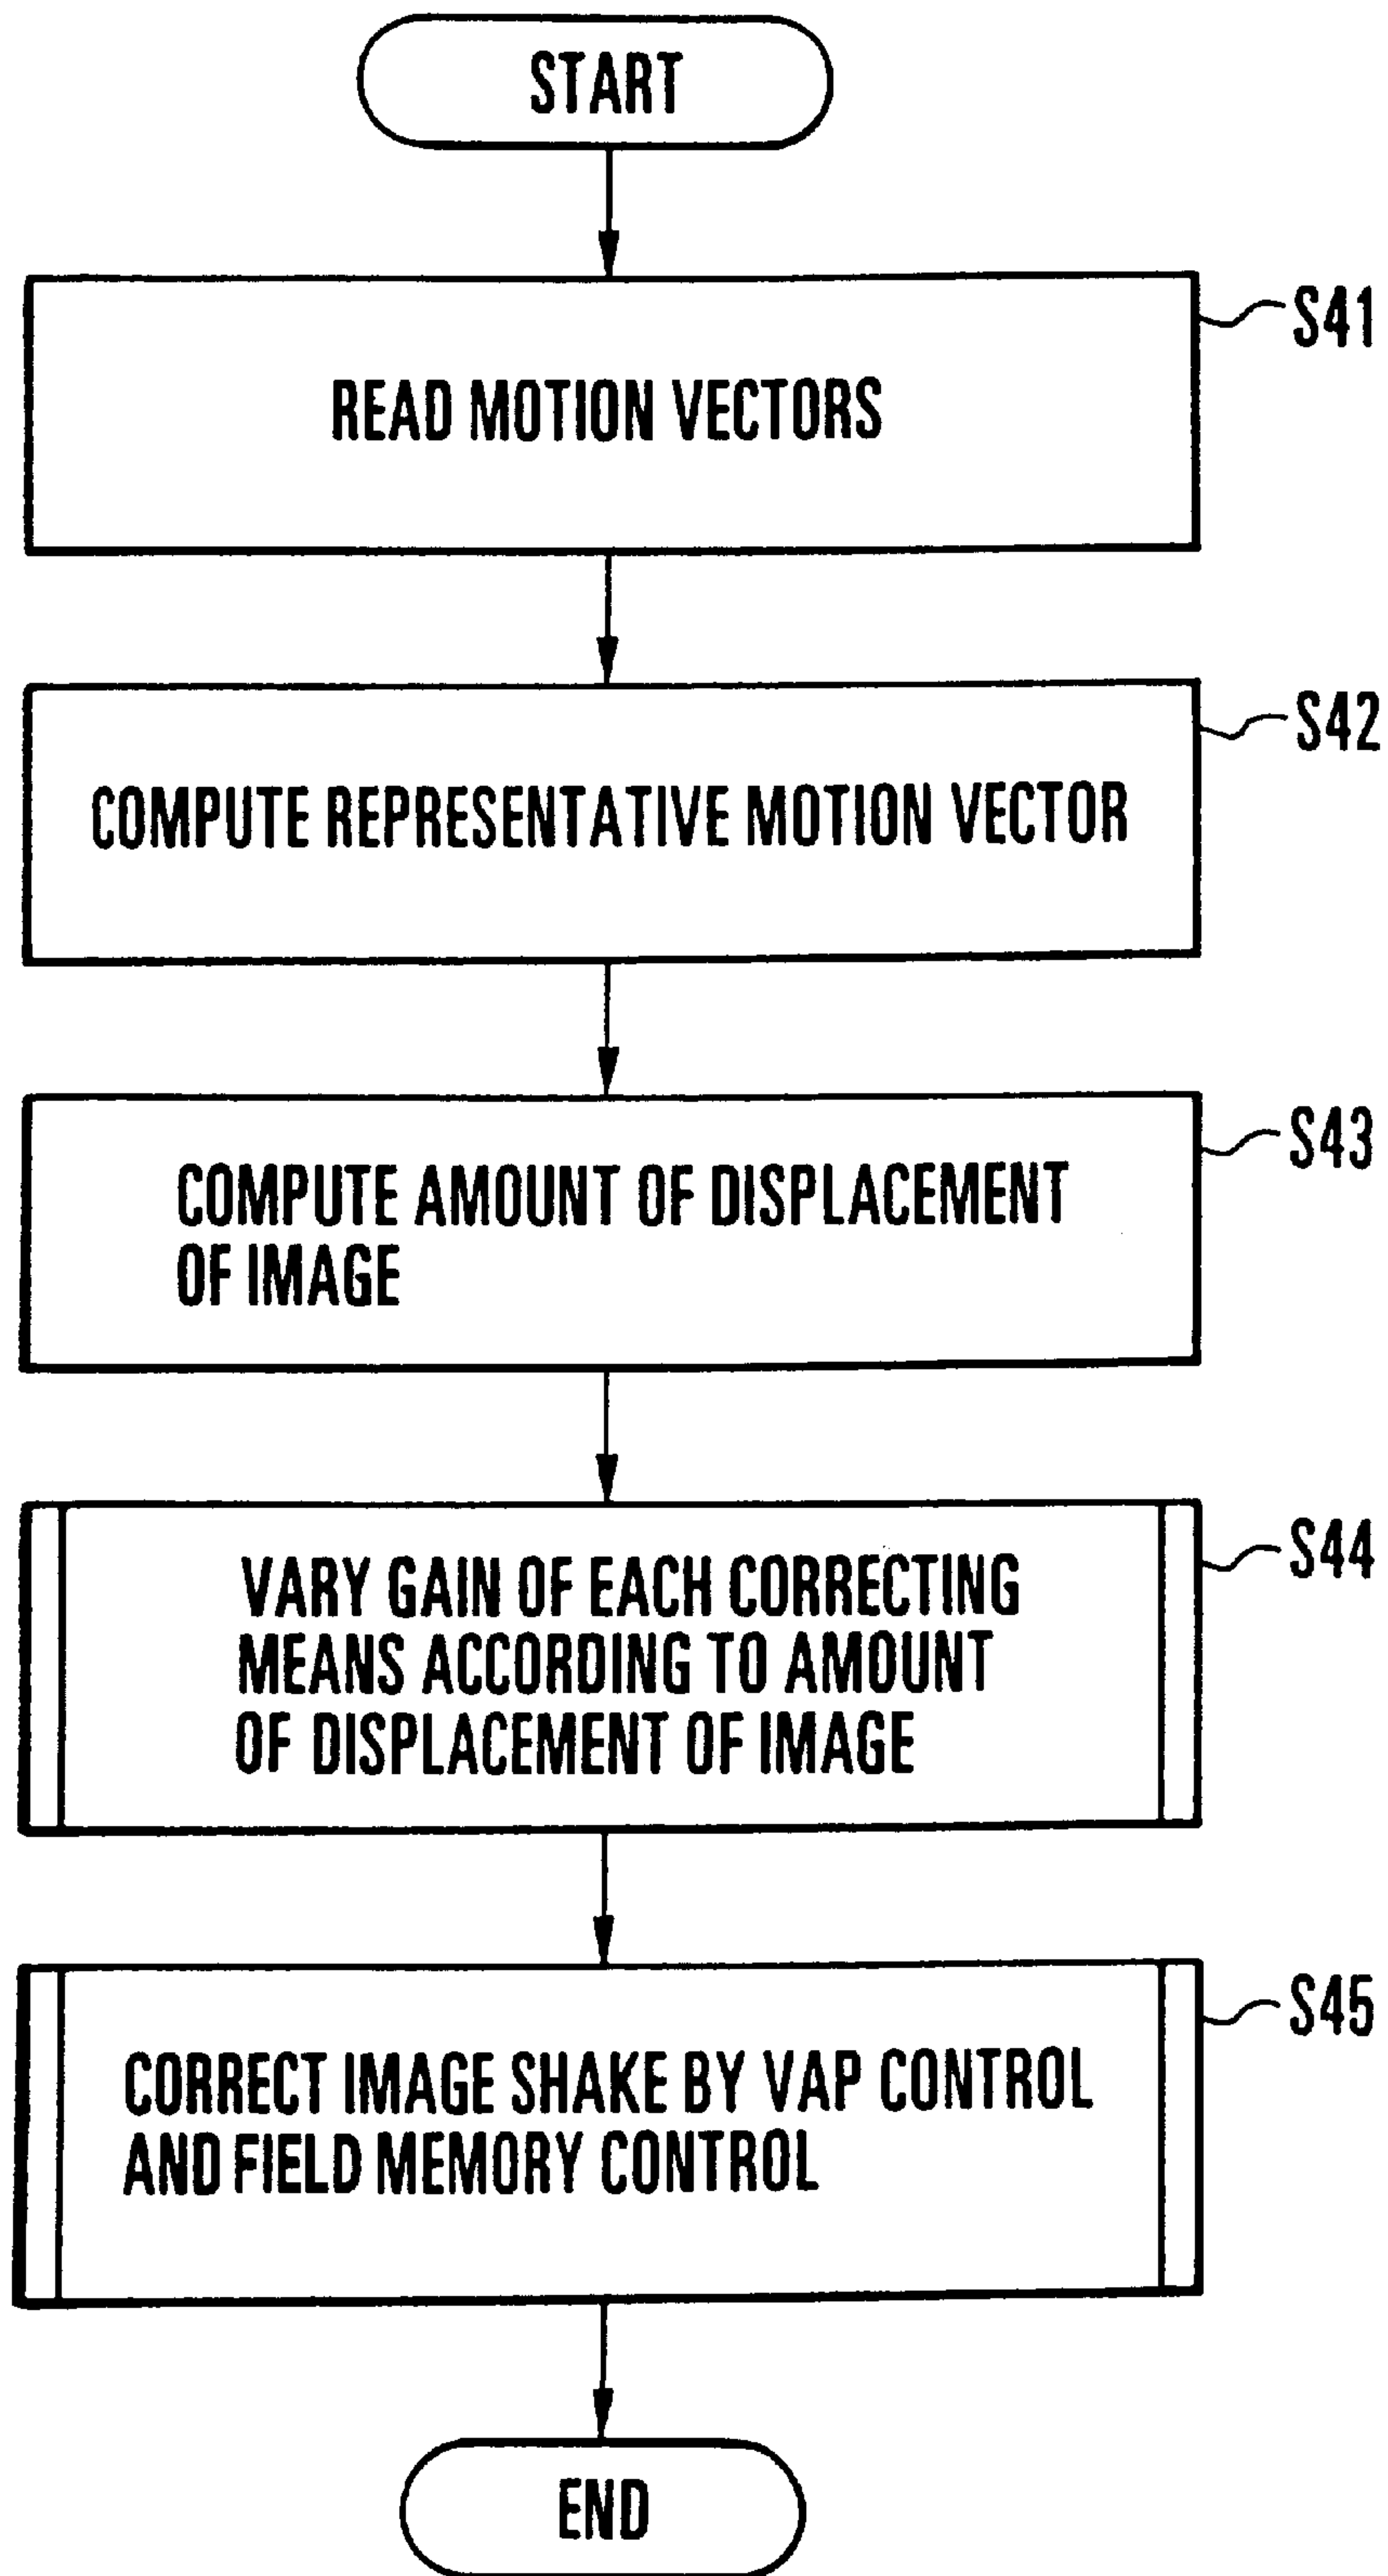 START
S41
READ MOTION VECTORS
S42
COMPUTE REPRESENTATIVE MOTION VECTOR
S43
COMPUTE AMOUNT OF DISPLACEMENT
OF IMAGE
S44
VARY GAIN OF EACH CORRECTING
MEANS ACCORDING TO AMOUNT
OF DISPLACEMENT OF IMAGE
S45
CORRECT IMAGE SHAKE BY VAP CONTROL
AND FIELD MEMORY CONTROL
END